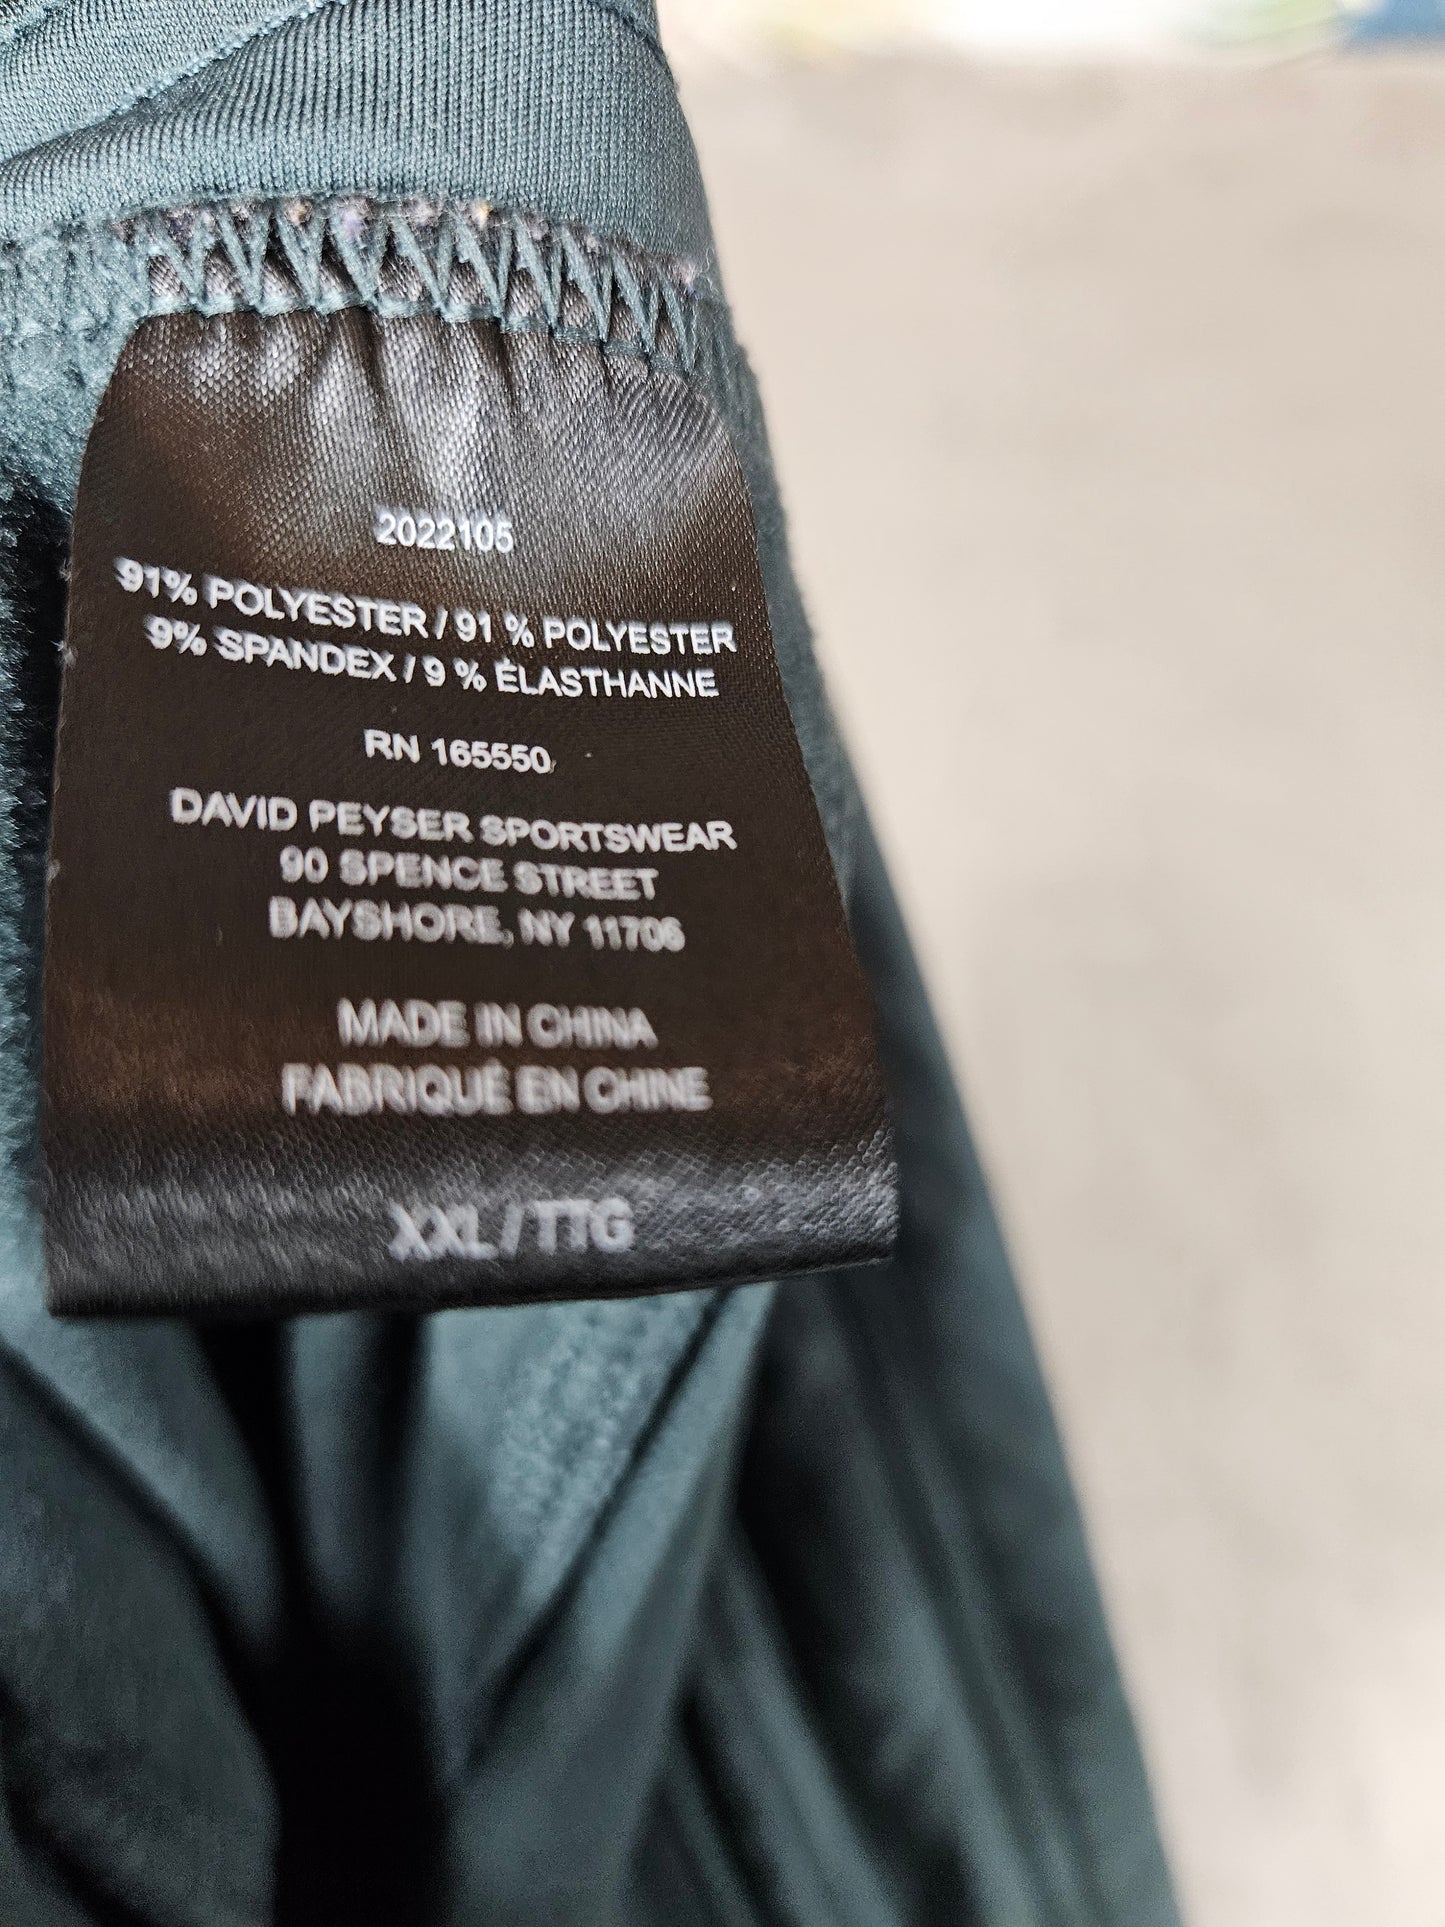 2022105
91% POLYESTER / 91 % POLYESTER
9% SPANDEX / 9 % ÉLASTHANNE
RN 165550
DAVID PEYSER SPORTSWEAR
90 SPENCE STREET
BAYSHORE, NY 11706
MADE IN CHINA
FABRIQUÉ EN CHINE
XXL/TTG